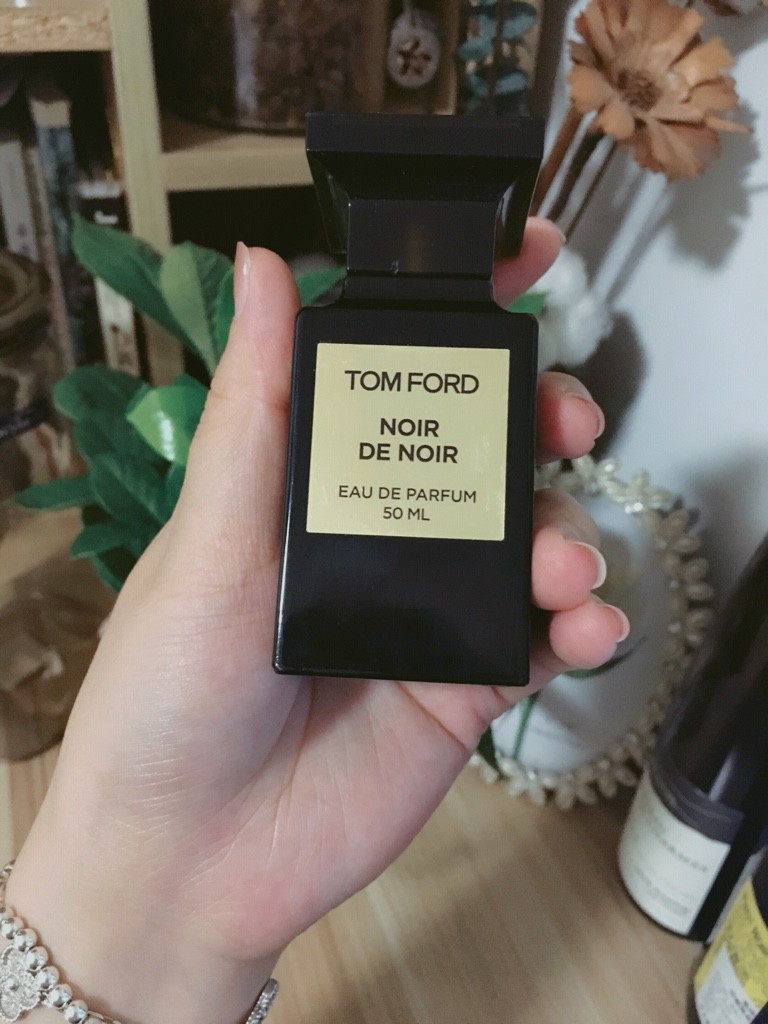 TOM FORD
NOIR
DE NOIR
EAU DE PARFUM
50 ML